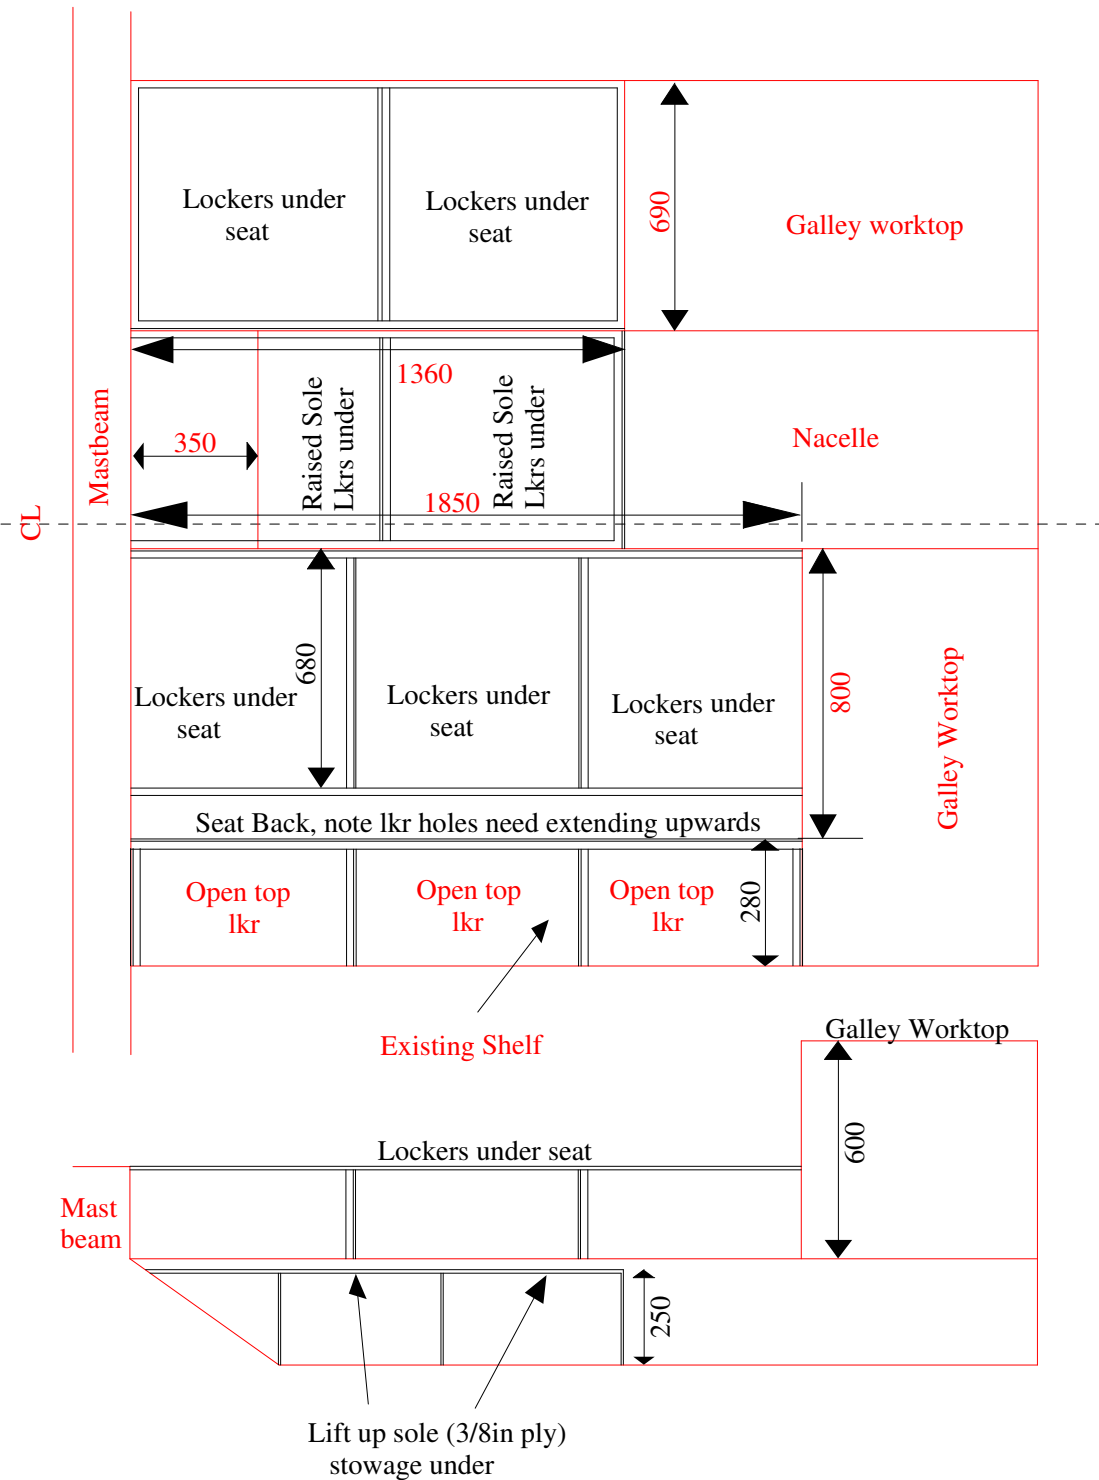 Lockers under
seat
Lockers under
seat
690
Galley worktop
1360
350
Raised Sole
Lkrs under
Raised Sole
Lkrs under
1850
Mastbeam
Nacelle
CL
680
Lockers under
seat
Lockers under
seat
Lockers under
seat
800
Galley Worktop
Seat Back, note lkr holes need extending upwards
Open top
lkr
Open top
lkr
Open top
lkr
280
Existing Shelf
Galley Worktop
600
Lockers under seat
Mast
beam
250
Lift up sole (3/8in ply)
stowage under